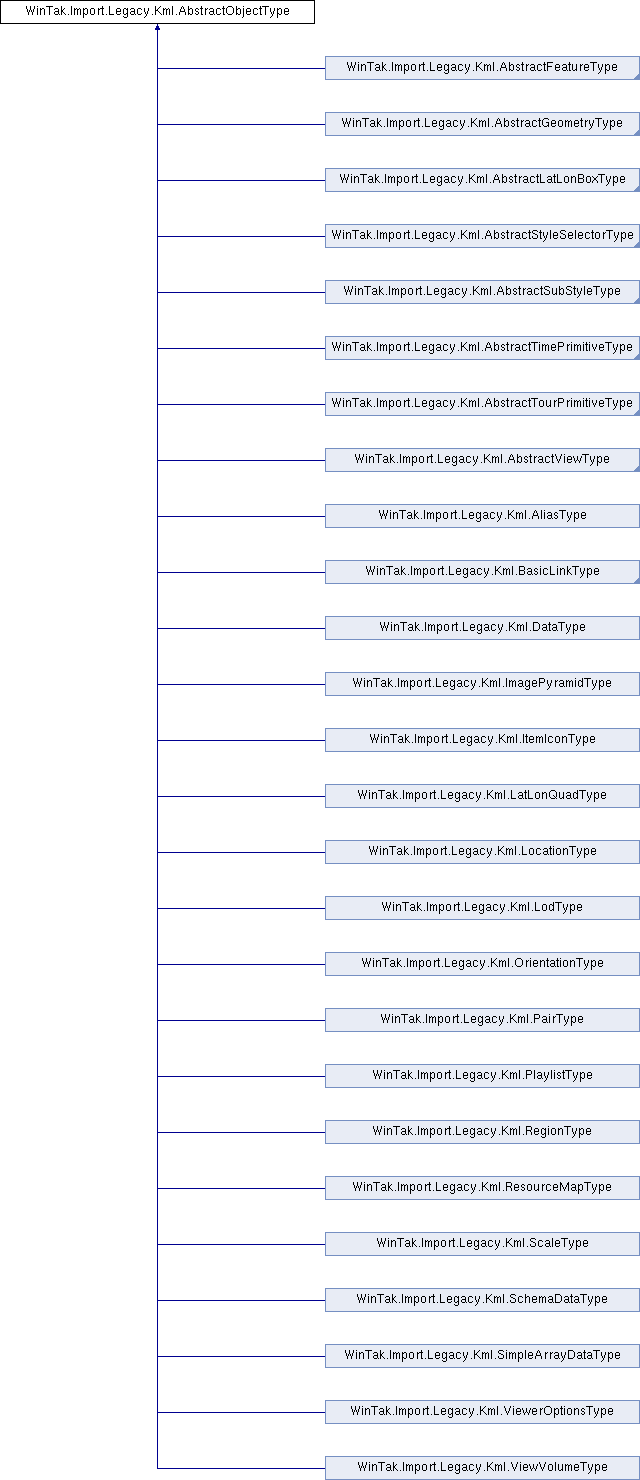 WinTak.Import.Legacy.Kml.AbstractObjectType
WinTak.Import.Legacy.Kml.AbstractFeatureType
WinTak.Import.Legacy.Kml.AbstractGeometryType
WinTak.Import.Legacy.Kml.AbstractLatLonBoxType
WinTak.Import.Legacy.Kml.AbstractStyleSelectorType
WinTak.Import.Legacy.Kml.AbstractSubStyleType
WinTak.Import.Legacy.Kml.AbstractTimePrimitiveType
WinTak.Import.Legacy.Kml.AbstractTourPrimitiveType
WinTak.Import.Legacy.Kml.AbstractViewType
WinTak.Import.Legacy.Kml.AliasType
WinTak.Import.Legacy.Kml.BasicLinkType
WinTak.Import.Legacy.Kml.DataType
WinTak.Import.Legacy.Kml.ImagePyramidType
WinTak.Import.Legacy.Kml.ItemIconType
WinTak.Import.Legacy.Kml.LatLonQuadType
WinTak.Import.Legacy.Kml.LocationType
WinTak.Import.Legacy.Kml.LodType
WinTak.Import.Legacy.Kml.OrientationType
WinTak.Import.Legacy.Kml.PairType
WinTak.Import.Legacy.Kml.PlaylistType
WinTak.Import.Legacy.Kml.RegionType
WinTak.Import.Legacy.Kml.ResourceMapType
WinTak.Import.Legacy.Kml.ScaleType
WinTak.Import.Legacy.Kml.SchemaDataType
WinTak.Import.Legacy.Kml.SimpleArrayDataType
WinTak.Import.Legacy.Kml.ViewerOptionsType
WinTak.Import.Legacy.Kml.ViewVolumeType